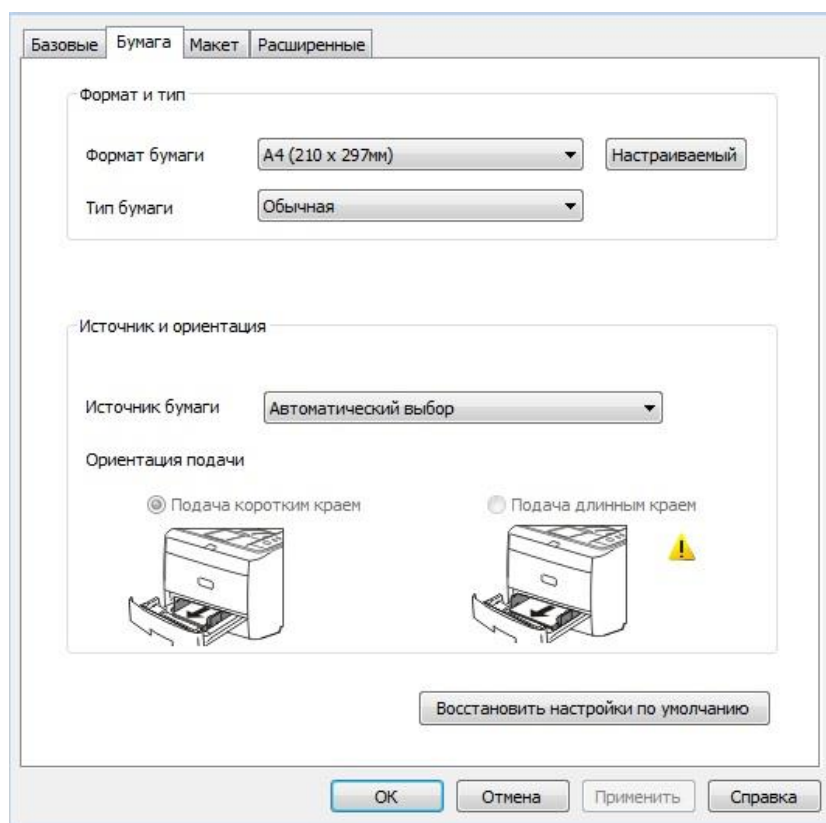 Базовые Бумага Макет Расширенные
Формат и тип
Формат бумаги A4 (210 x 297мм) Настраиваемый
Тип бумаги Обычная
Источник и ориентация
Источник бумаги Автоматический выбор
Ориентация подачи
Подача коротким краем Подача длинным краем
Восстановить настройки по умолчанию
OK Отмена Применить Справка